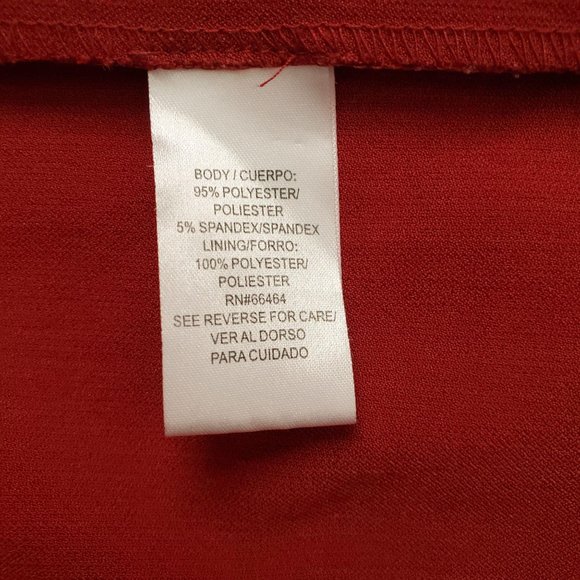 BODY / CUERPO:
95% POLYESTER/
POLIESTER
5% SPANDEX/SPANDEX
LINING/FORRO:
100% POLYESTER/
POLIESTER
RN#66464
SEE REVERSE FOR CARE/
VER AL DORSO
PARA CUIDADO